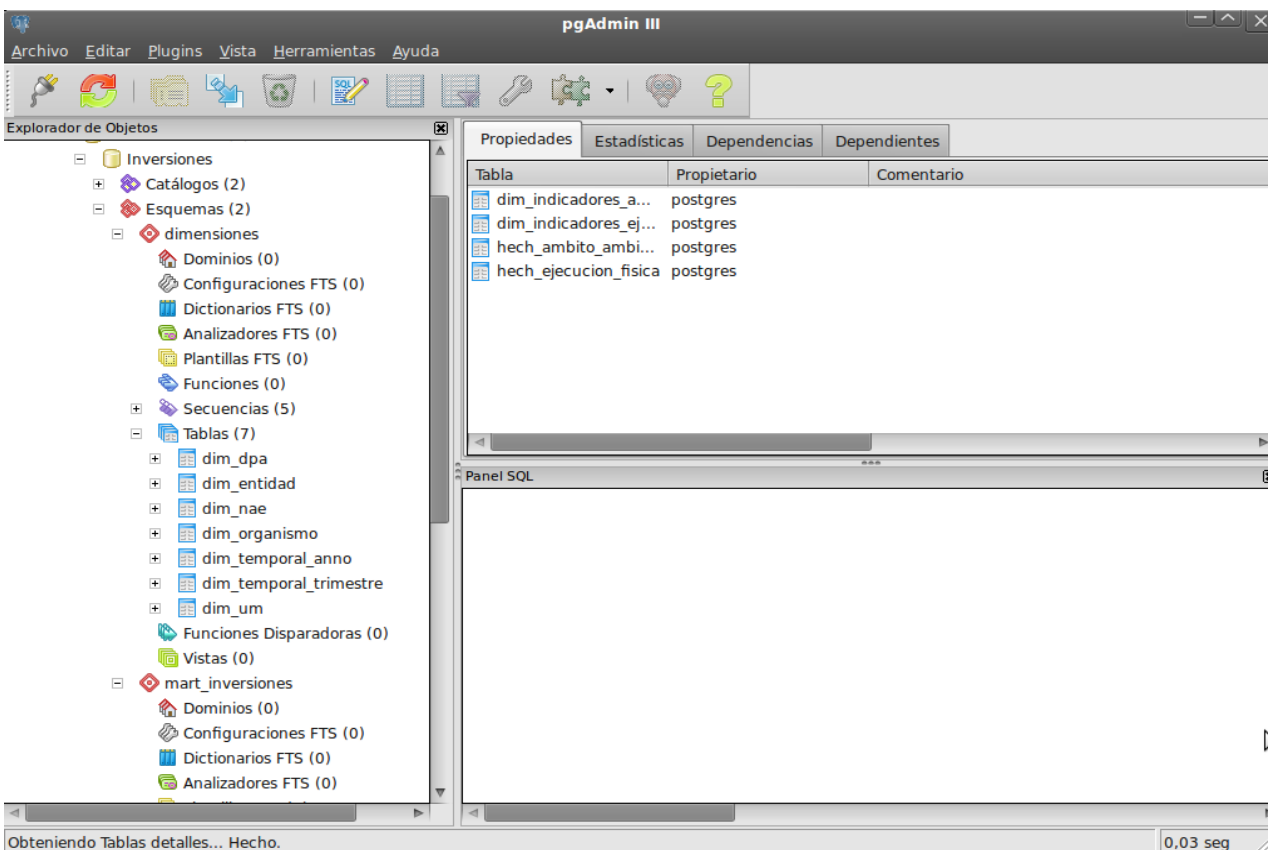 pgAdmin III
Archivo Editar Plugins Vista Herramientas Ayuda
SQL
Explorador de Objetos
Inversiones
Catálogos (2)
Esquemas (2)
dimensiones
Dominios (0)
Configuraciones FTS (0)
Dictionarios FTS (0)
Analizadores FTS (0)
Plantillas FTS (0)
Funciones (0)
Secuencias (5)
Tablas (7)
dim_dpa
dim_entidad
dim_nae
dim_organismo
dim_temporal_anno
dim_temporal_trimestre
dim_um
Funciones Disparadoras (0)
Vistas (0)
mart_inversiones
Dominios (0)
Configuraciones FTS (0)
Dictionarios FTS (0)
Analizadores FTS (0)
Propiedades Estadísticas Dependencias Dependientes
Tabla Propietario Comentario
dim_indicadores_a... postgres
dim_indicadores_ej... postgres
hech_ambito_ambi... postgres
hech_ejecucion_fisica postgres
Panel SQL
Obteniendo Tablas detalles... Hecho. 0,03 seg